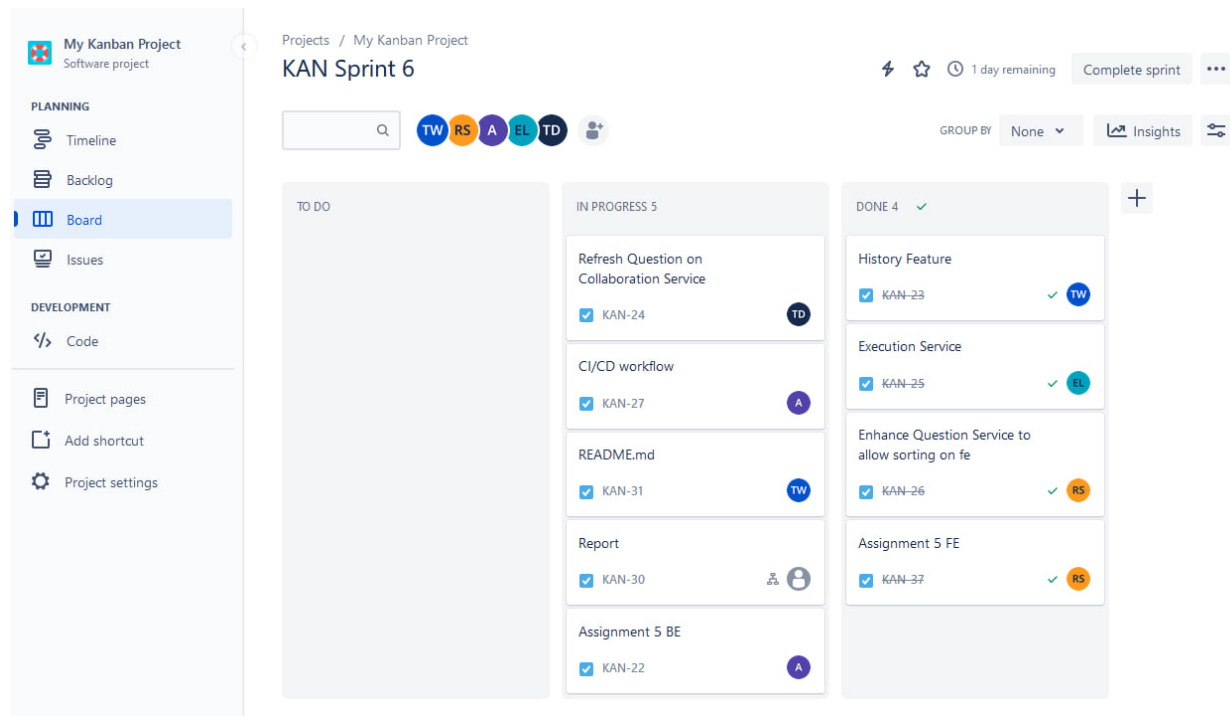 My Kanban Project
Software project
PLANNING
Timeline
Backlog
Board
Issues
DEVELOPMENT
Code
Project pages
Add shortcut
Project settings
Projects / My Kanban Project
KAN Sprint 6
1 day remaining
Complete sprint
TW RS A EL TD
GROUP BY None
Insights
TO DO
IN PROGRESS 5
Refresh Question on
Collaboration Service
KAN-24 TD
CI/CD workflow
KAN-27 A
README.md
KAN-31 TW
Report
KAN-30
Assignment 5 BE
KAN-22 A
DONE 4
History Feature
KAN-23 TW
Execution Service
KAN-25 EL
Enhance Question Service to
allow sorting on fe
KAN-26 RS
Assignment 5 FE
KAN-37 RS